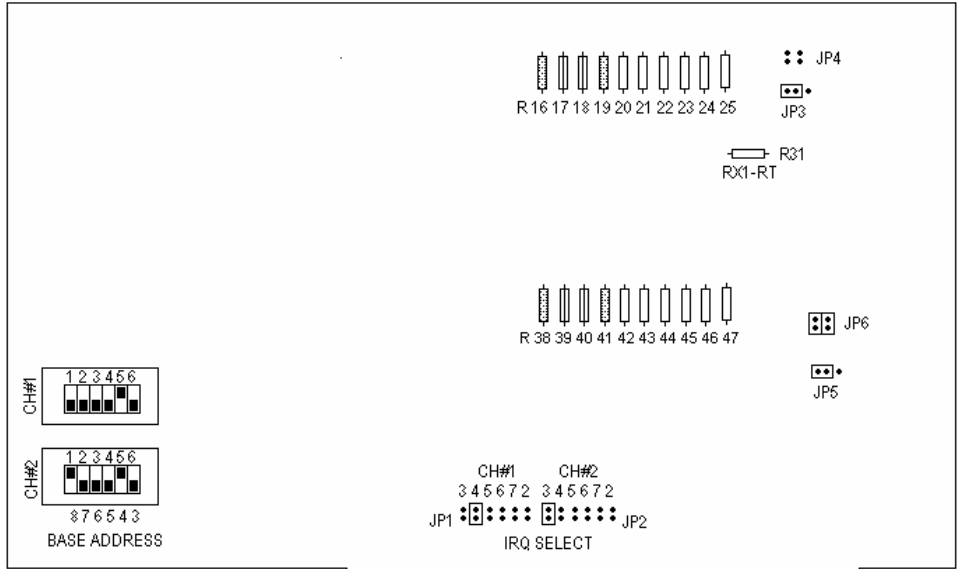 JP4
R 16 17 18 19 20 21 22 23 24 25
JP3
R31
RX1-RT
R 38 39 40 41 42 43 44 45 46 47
JP6
JP5
CH#1
1 2 3 4 5 6
CH#2
1 2 3 4 5 6
8 7 6 5 4 3
BASE ADDRESS
CH#1 CH#2
3 4 5 6 7 2 3 4 5 6 7 2
JP1 JP2
IRQ SELECT